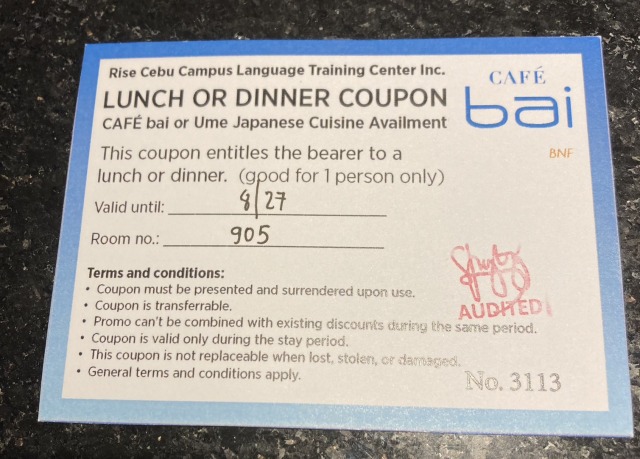 Rise Cebu Campus Language Training Center Inc.
CAFÉ
bai
LUNCH OR DINNER COUPON
CAFÉ bai or Ume Japanese Cuisine Availment
BNF
This coupon entitles the bearer to a
lunch or dinner. (good for 1 person only)
Valid until: 8/27
Room no.: 905
Terms and conditions:
• Coupon must be presented and surrendered upon use.
• Coupon is transferrable.
• Promo can't be combined with existing discounts during the same period.
• Coupon is valid only during the stay period.
• This coupon is not replaceable when lost, stolen, or damaged.
• General terms and conditions apply.
AUDITED
No. 3113